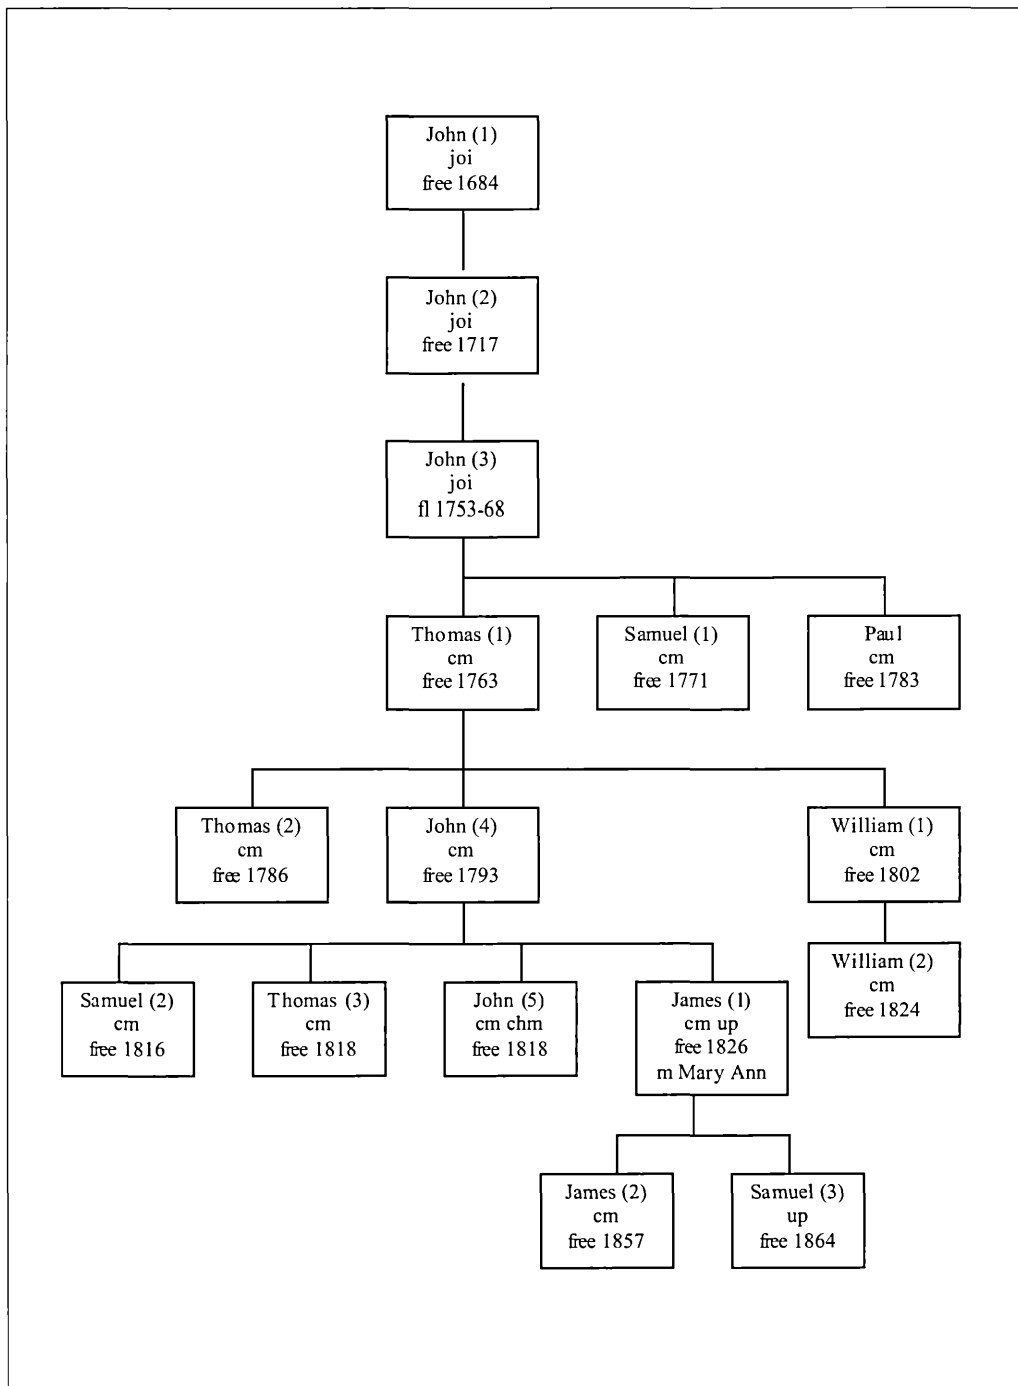 John (1)
joi
free 1684
John (2)
joi
free 1717
John (3)
joi
fl 1753-68
Thomas (1)
cm
free 1763
Samuel (1)
cm
free 1771
Paul
cm
free 1783
Thomas (2)
cm
free 1786
John (4)
cm
free 1793
William (1)
cm
free 1802
William (2)
cm
free 1824
Samuel (2)
cm
free 1816
Thomas (3)
cm
free 1818
John (5)
cm chm
free 1818
James (1)
cm up
free 1826
m Mary Ann
James (2)
cm
free 1857
Samuel (3)
up
free 1864